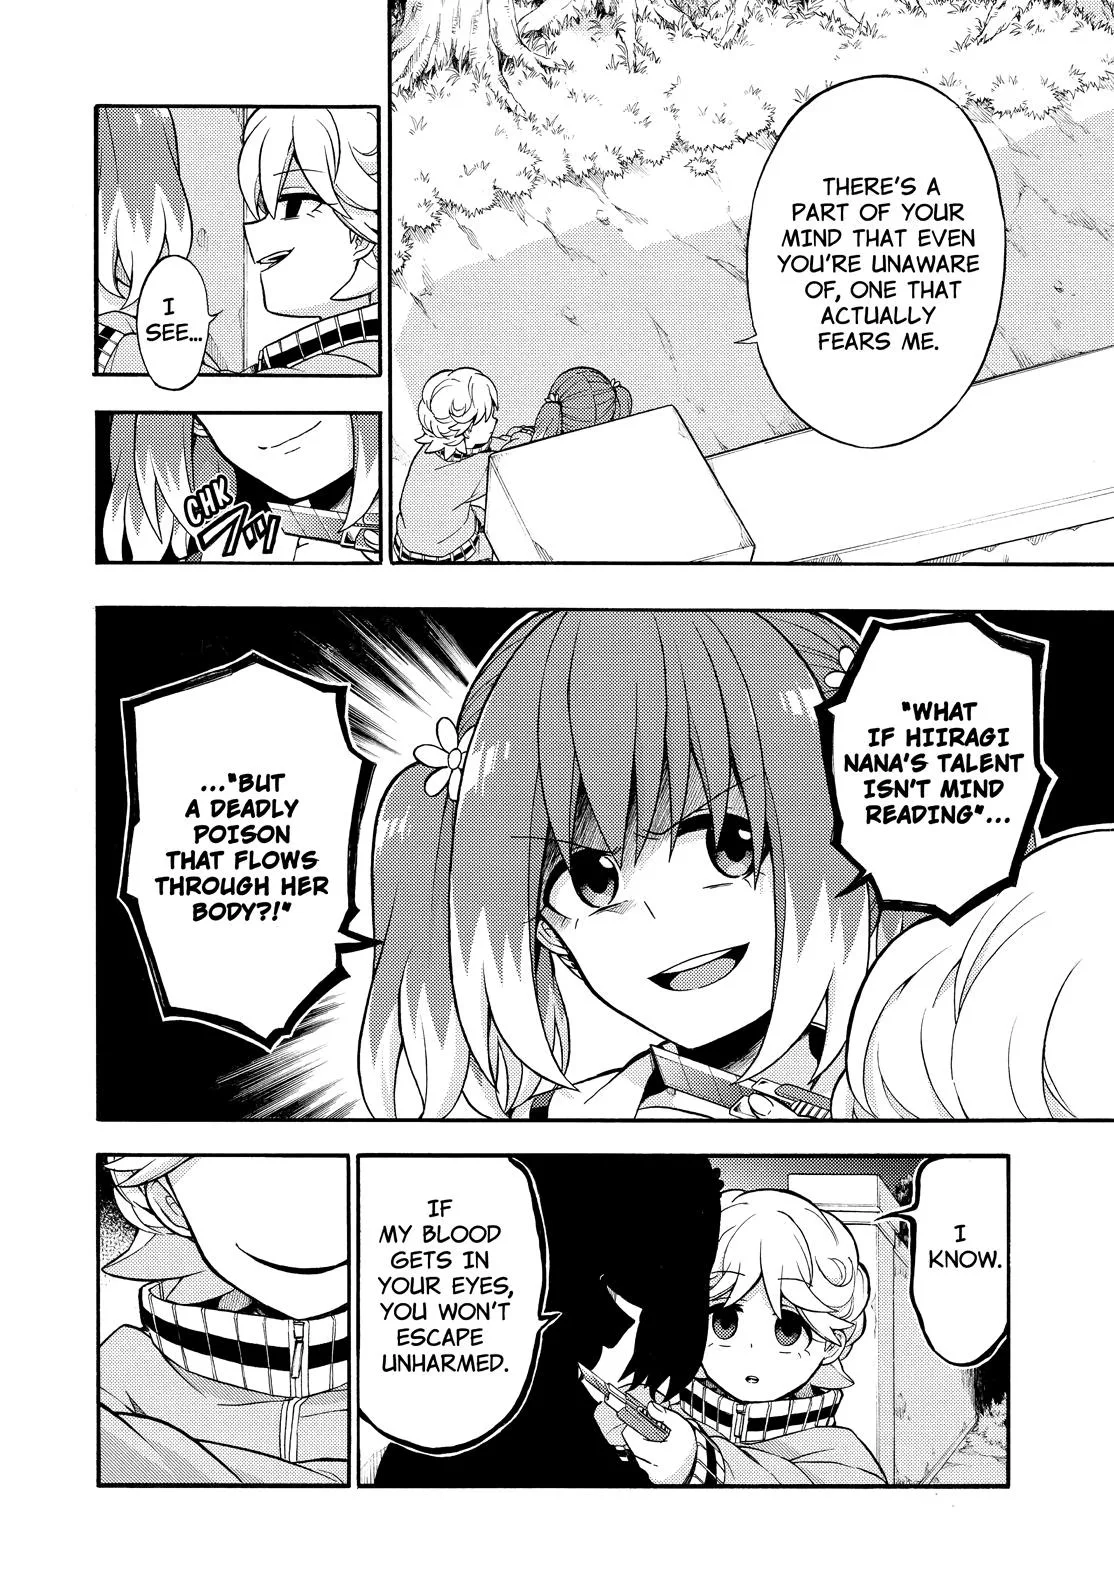 THERE'S A
PART OF YOUR
MIND THAT EVEN
YOU'RE UNAWARE
OF, ONE THAT
ACTUALLY
FEARS ME.
I
SEE...
CHK
"WHAT
IF HIIRAGI
NANA'S TALENT
ISN'T MIND
READING"...
..."BUT
A DEADLY
POISON
THAT FLOWS
THROUGH HER
BODY?!"
I
KNOW.
IF
MY BLOOD
GETS IN
YOUR EYES,
YOU WON'T
ESCAPE
UNHARMED.